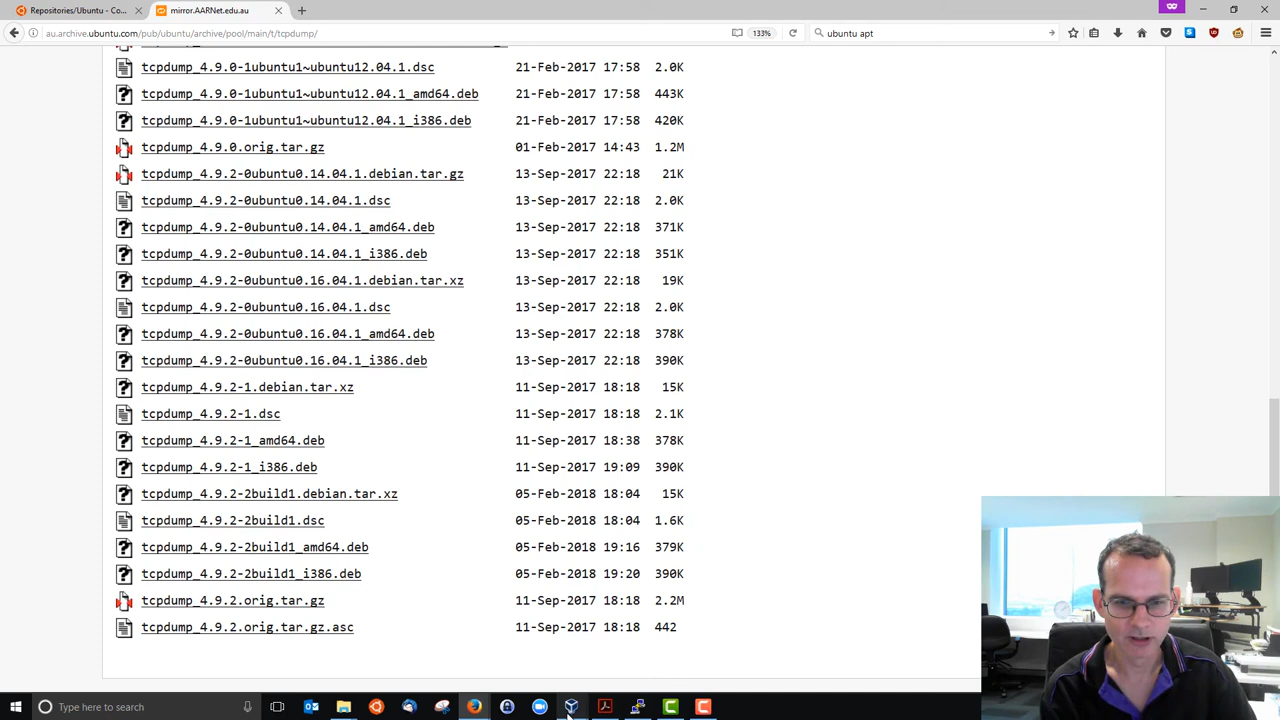 Repositories/Ubuntu - Co...
mirror.AARNet.edu.au
au.archive.ubuntu.com/pub/ubuntu/archive/pool/main/t/tcpdump/
133%
ubuntu apt
tcpdump_4.9.0-1ubuntu1~ubuntu12.04.1.dsc 21-Feb-2017 17:58 2.0K
tcpdump_4.9.0-1ubuntu1~ubuntu12.04.1_amd64.deb 21-Feb-2017 17:58 443K
tcpdump_4.9.0-1ubuntu1~ubuntu12.04.1_i386.deb 21-Feb-2017 17:58 420K
tcpdump_4.9.0.orig.tar.gz 01-Feb-2017 14:43 1.2M
tcpdump_4.9.2-0ubuntu0.14.04.1.debian.tar.gz 13-Sep-2017 22:18 21K
tcpdump_4.9.2-0ubuntu0.14.04.1.dsc 13-Sep-2017 22:18 2.0K
tcpdump_4.9.2-0ubuntu0.14.04.1_amd64.deb 13-Sep-2017 22:18 371K
tcpdump_4.9.2-0ubuntu0.14.04.1_i386.deb 13-Sep-2017 22:18 351K
tcpdump_4.9.2-0ubuntu0.16.04.1.debian.tar.xz 13-Sep-2017 22:18 19K
tcpdump_4.9.2-0ubuntu0.16.04.1.dsc 13-Sep-2017 22:18 2.0K
tcpdump_4.9.2-0ubuntu0.16.04.1_amd64.deb 13-Sep-2017 22:18 378K
tcpdump_4.9.2-0ubuntu0.16.04.1_i386.deb 13-Sep-2017 22:18 390K
tcpdump_4.9.2-1.debian.tar.xz 11-Sep-2017 18:18 15K
tcpdump_4.9.2-1.dsc 11-Sep-2017 18:18 2.1K
tcpdump_4.9.2-1_amd64.deb 11-Sep-2017 18:38 378K
tcpdump_4.9.2-1_i386.deb 11-Sep-2017 19:09 390K
tcpdump_4.9.2-2build1.debian.tar.xz 05-Feb-2018 18:04 15K
tcpdump_4.9.2-2build1.dsc 05-Feb-2018 18:04 1.6K
tcpdump_4.9.2-2build1_amd64.deb 05-Feb-2018 19:16 379K
tcpdump_4.9.2-2build1_i386.deb 05-Feb-2018 19:20 390K
tcpdump_4.9.2.orig.tar.gz 11-Sep-2017 18:18 2.2M
tcpdump_4.9.2.orig.tar.gz.asc 11-Sep-2017 18:18 442
Type here to search